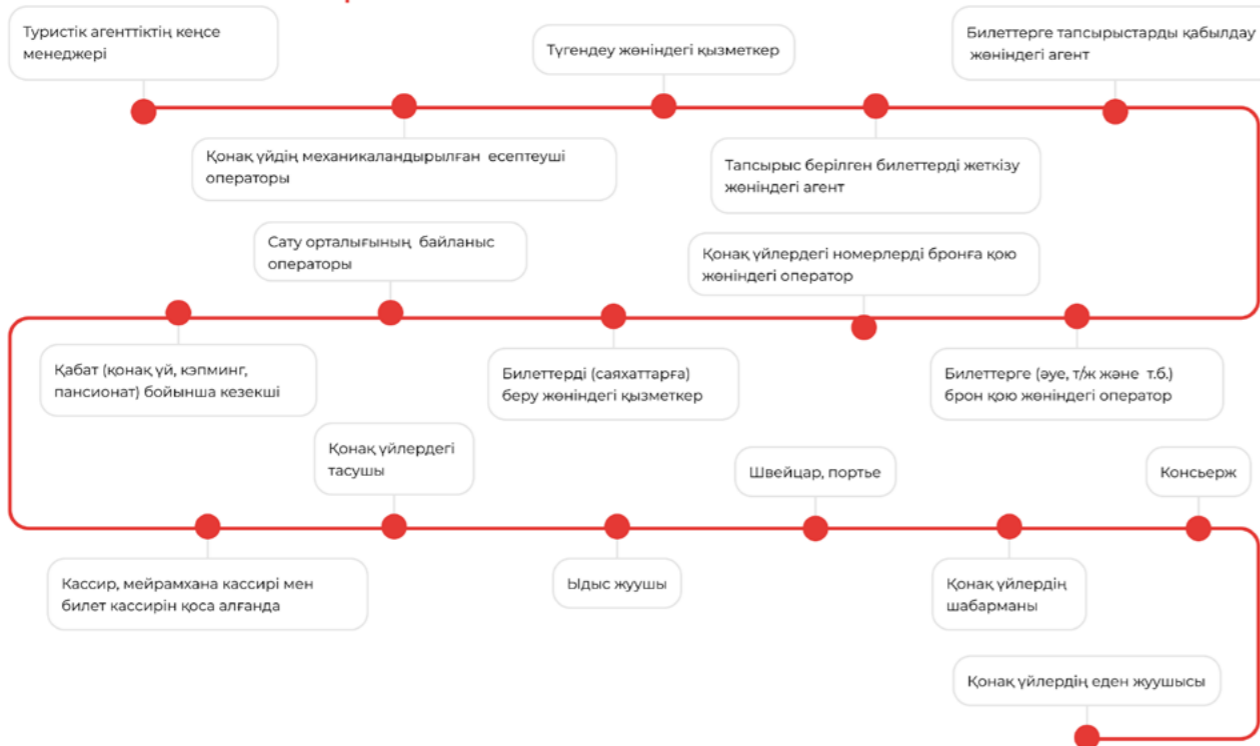 Туристік агенттіктің кеңсе
менеджері
Қонақ үйдің механикаландырылған есептеуші
операторы
Түгендеу жөніндегі қызметкер
Тапсырыс берілген билеттерді жеткізу
жөніндегі агент
Билеттерге тапсырыстарды қабылдау
жөніндегі агент
Билеттерге (әуе, т/ж және т.б.)
брон қою жөніндегі оператор
Қонақ үйлердегі номерлерді бронға қою
жөніндегі оператор
Билеттерді (саяхаттарға)
беру жөніндегі қызметкер
Сату орталығының байланыс
операторы
Қабат (қонақ үй, кэпминг,
пансионат) бойынша кезекші
Кассир, мейрамхана кассирі мен
билет кассирін қоса алғанда
Қонақ үйлердегі
тасушы
Ыдыс жуушы
Швейцар, портье
Қонақ үйлердің
шабарманы
Консьерж
Қонақ үйлердің еден жуушысы